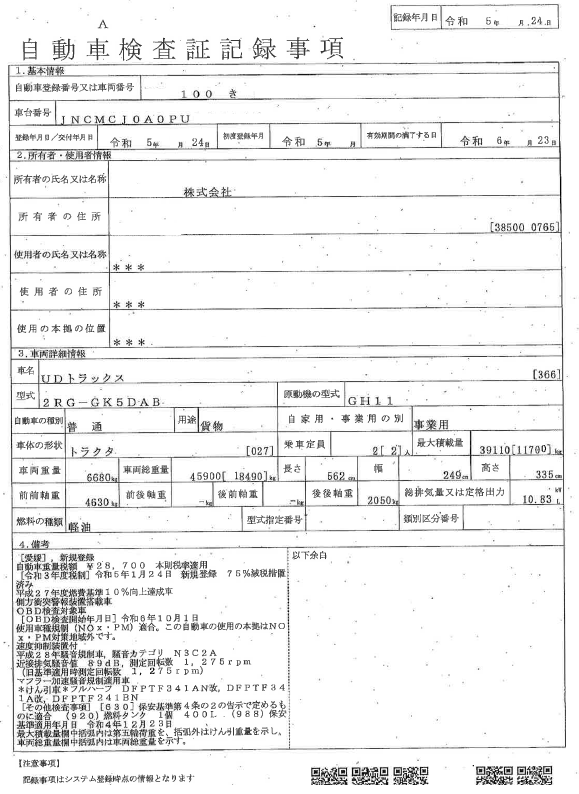 A
記録年月日 令和 5年 月 24日
自動車検査証記録事項
1.基本情報
自動車登録番号又は車両番号 100 き
車台番号 JNCMCJ0A0PU
登録年月日/交付年月日 令和 5年 月 24日 初度登録年月 令和 5年 月 有効期間の満了する日 令和 6年 月 23日
2.所有者・使用者情報
所有者の氏名又は名称 株式会社
所有者の住所 [38500 0765]
使用者の氏名又は名称 ***
使用者の住所 ***
使用の本拠の位置 ***
3.車両詳細情報
車名 UDトラックス [366]
型式 2RG-GK5DAB 原動機の型式 GH11
自動車の種別 普通 用途 貨物 自家用・事業用の別 事業用
車体の形状 トラクタ [027] 乗車定員 2[ 2]人 最大積載量 39110[11700]kg
車両重量 6680kg 車両総重量 45900[ 18490]kg 長さ 562cm 幅 249cm 高さ 335cm
前前軸重 4630kg 前後軸重 -kg 後前軸重 -kg 後後軸重 2050kg 総排気量又は定格出力 10.83 kW L
燃料の種類 軽油 型式指定番号 類別区分番号
4.備考
[愛媛],新規登録
自動車重量税額 ¥28,700 本則税率適用
[令和3年度税制]令和5年1月24日 新規登録 75%減税措置
済み
平成27年度燃費基準10%向上達成車
側方衝突警報装置搭載車
OBD検査対象車
[OBD検査開始年月日]令和6年10月1日
使用車種規制(NOx・PM)適合。この自動車の使用の本拠はNO
x・PM対策地域外です。
速度抑制装置付
平成28年騒音規制車,騒音カテゴリ N3C2A
近接排気騒音値 89dB,測定回転数 1,275rpm
(旧基準適用時測定回転数 1,275rpm)
マフラー加速騒音規制適用車
*けん引車*フルハーフ DFPTF341AN改,DFPTF34
1A改,DFPTF241BN
[その他検査事項][630]保安基準第4条の2の告示で定めるも
のに適合 (920)燃料タンク 1個 400L.(988)保安
基準適用年月日 令和4年12月23日
最大積載量欄中括弧内は第五輪荷重を、括弧外はけん引重量を示し、
車両総重量欄中括弧内は車両総重量を示す。
以下余白
【注意事項】
記録事項はシステム登録時点の情報となります